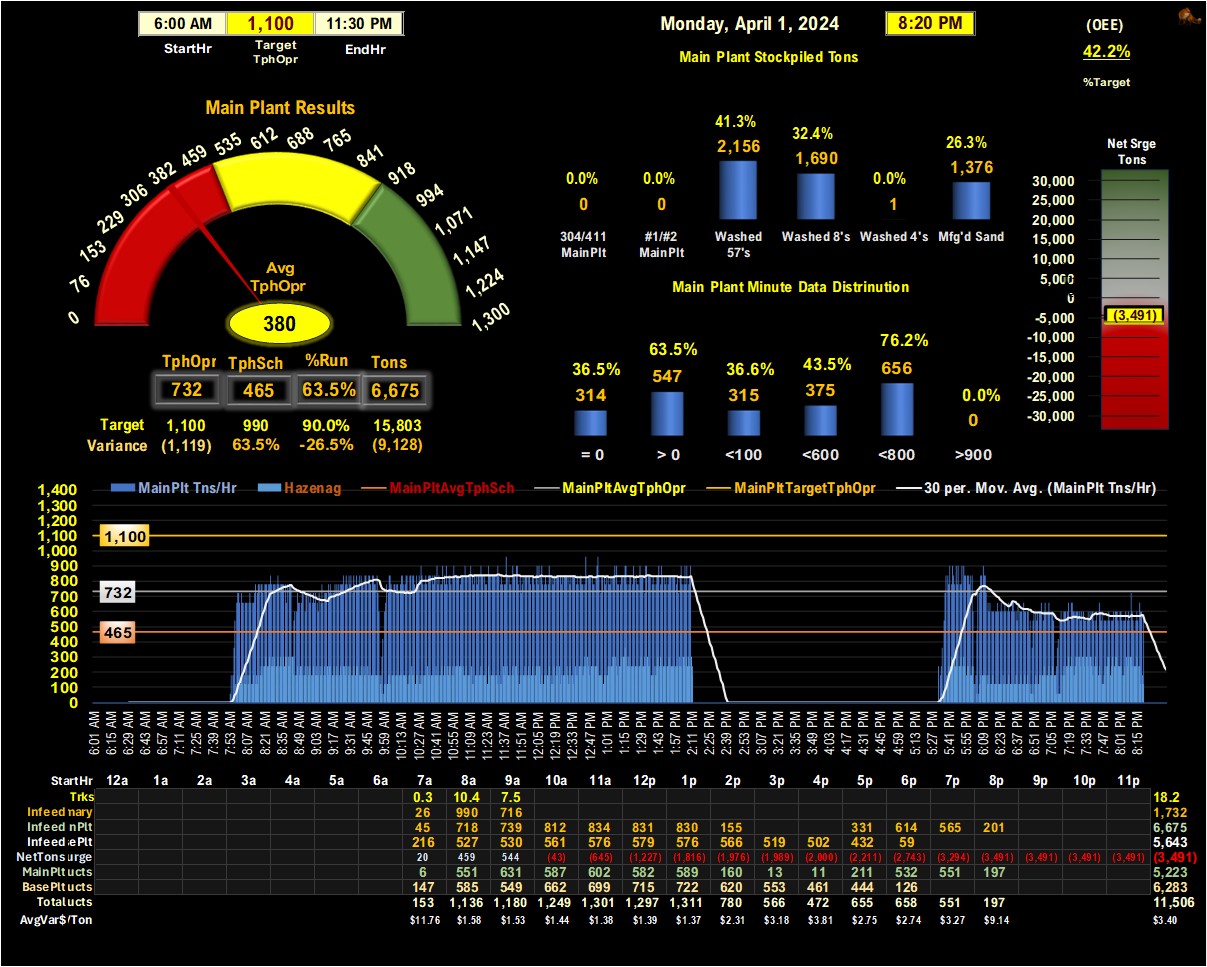 6:00 AM 1,100 11:30 PM
StartHr Target TphOpr EndHr
Monday, April 1, 2024 8:20 PM
(OEE)
42.2%
%Target
Main Plant Stockpiled Tons
Main Plant Results
0 76 153 229 306 382 459 535 612 688 765 841 918 994 1,071 1,147 1,224 1,300
Avg
TphOpr
380
TphOpr TphSch %Run Tons
732 465 63.5% 6,675
Target 1,100 990 90.0% 15,803
Variance (1,119) 63.5% -26.5% (9,128)
0.0% 0.0% 41.3% 32.4% 0.0% 26.3%
0 0 2,156 1,690 1 1,376
304/411 MainPlt #1/#2 MainPlt Washed 57's Washed 8's Washed 4's Mfg'd Sand
Main Plant Minute Data Distrinution
36.5% 63.5% 36.6% 43.5% 76.2% 0.0%
314 547 315 375 656 0
= 0 > 0 <100 <600 <800 >900
Net Srge
Tons
30,000
25,000
20,000
15,000
10,000
5,000
0
-5,000
-10,000
-15,000
-20,000
-25,000
-30,000
(3,491)
MainPlt Tns/Hr Hazenag MainPltAvgTphSch MainPltAvgTphOpr MainPltTargetTphOpr 30 per. Mov. Avg. (MainPlt Tns/Hr)
1,400
1,300
1,200
1,100
1,000
900
800
700
600
500
400
300
200
100
0
1,100
732
465
6:01 AM 6:15 AM 6:29 AM 6:43 AM 6:57 AM 7:11 AM 7:25 AM 7:39 AM 7:53 AM 8:07 AM 8:21 AM 8:35 AM 8:49 AM 9:03 AM 9:17 AM 9:31 AM 9:45 AM 9:59 AM 10:13 AM 10:27 AM 10:41 AM 10:55 AM 11:09 AM 11:23 AM 11:37 AM 11:51 AM 12:05 PM 12:19 PM 12:33 PM 12:47 PM 1:01 PM 1:15 PM 1:29 PM 1:43 PM 1:57 PM 2:11 PM 2:25 PM 2:39 PM 2:53 PM 3:07 PM 3:21 PM 3:35 PM 3:49 PM 4:03 PM 4:17 PM 4:31 PM 4:45 PM 4:59 PM 5:13 PM 5:27 PM 5:41 PM 5:55 PM 6:09 PM 6:23 PM 6:37 PM 6:51 PM 7:05 PM 7:19 PM 7:33 PM 7:47 PM 8:01 PM 8:15 PM
StartHr 12a 1a 2a 3a 4a 5a 6a 7a 8a 9a 10a 11a 12p 1p 2p 3p 4p 5p 6p 7p 8p 9p 10p 11p
Trks 0.3 10.4 7.5 18.2
Infeed nary 26 990 716 1,732
Infeed nPlt 45 718 739 812 834 831 830 155 331 614 565 201 6,675
Infeed ePlt 216 527 530 561 576 579 576 566 519 502 432 59 5,643
NetTons urge 20 459 544 (43) (645) (1,227) (1,816) (1,976) (1,989) (2,000) (2,211) (2,743) (3,294) (3,491) (3,491) (3,491) (3,491) (3,491)
MainPlt ucts 6 551 631 587 602 582 589 160 13 11 211 532 551 197 5,223
BasePlt ucts 147 585 549 662 699 715 722 620 553 461 444 126 6,283
Total ucts 153 1,136 1,180 1,249 1,301 1,297 1,311 780 566 472 655 658 551 197 11,506
AvgVar$/Ton $11.76 $1.58 $1.53 $1.44 $1.38 $1.39 $1.37 $2.31 $3.18 $3.81 $2.75 $2.74 $3.27 $9.14 $3.40